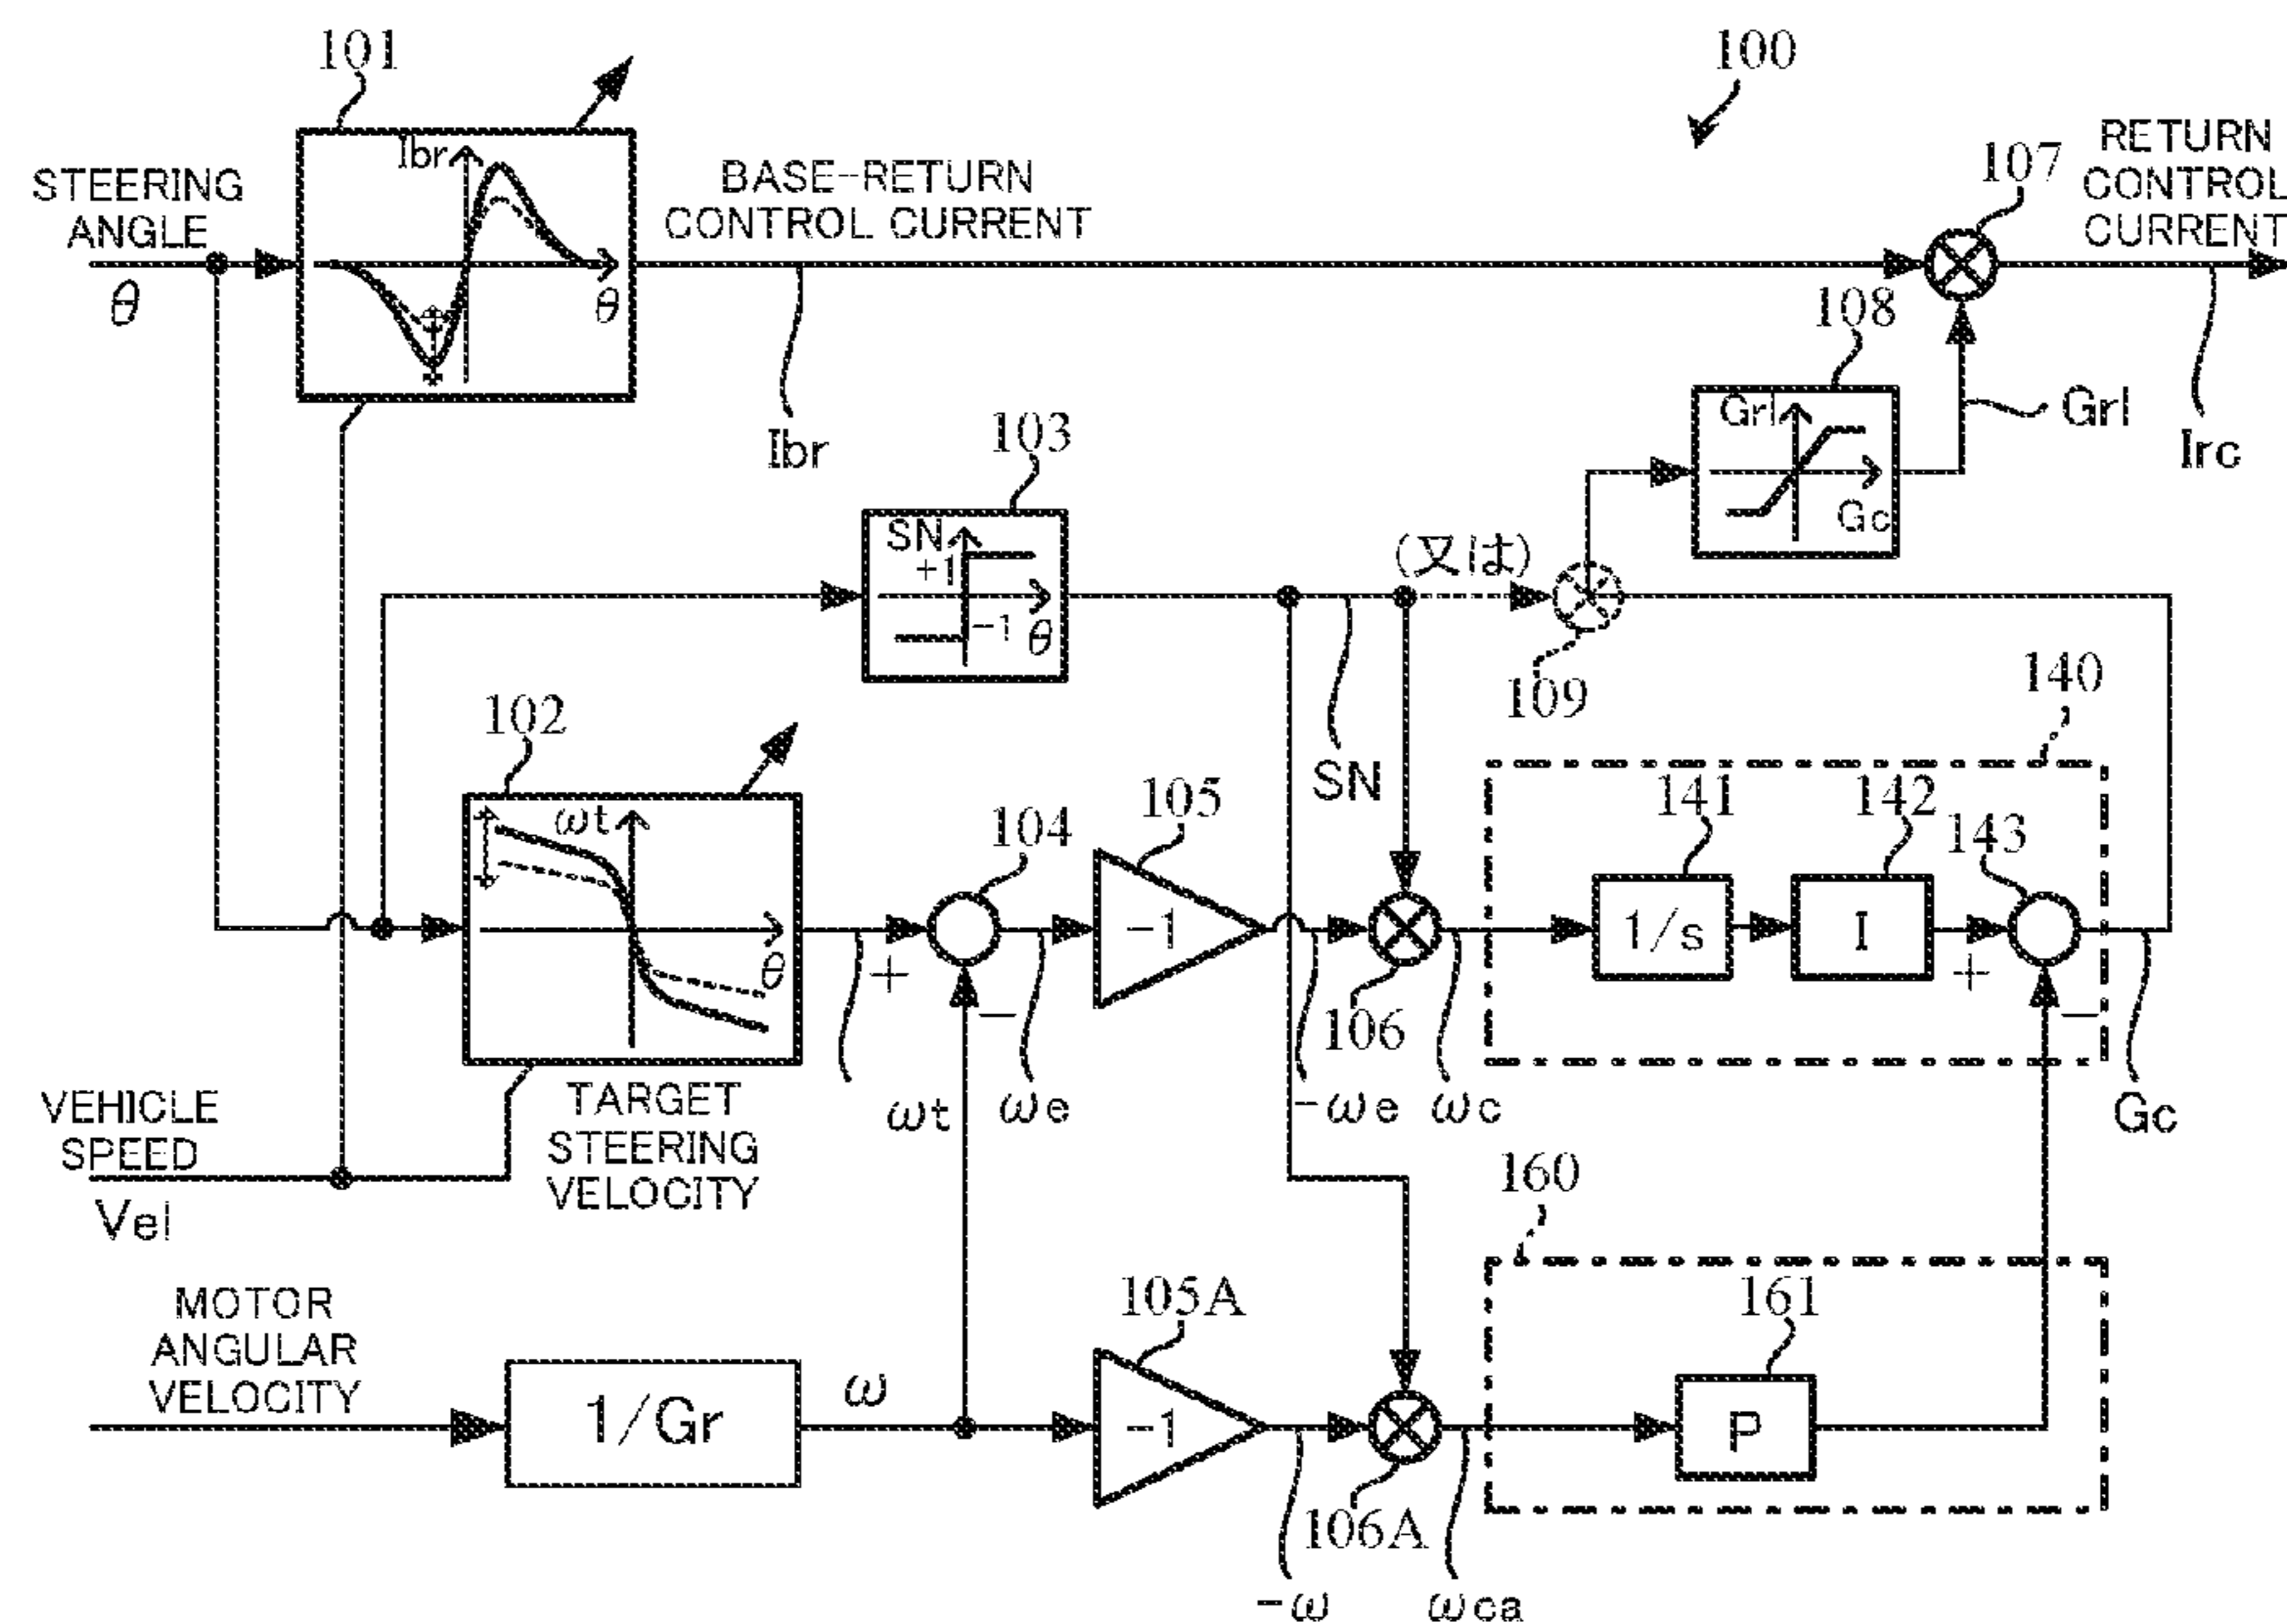 100
101
STEERING
ANGLE
θ
Ibr
θ
BASE-RETURN
CONTROL CURRENT
Ibr
107
RETURN
CONTROL
CURRENT
Irc
108
Grl
Gc
Grl
103
SN
+1
-1
θ
(又は)
109
SN
102
ωt
θ
TARGET
STEERING
VELOCITY
104
+
-
ωt
ωe
105
-1
-ωe
106
ωc
140
141
1/s
142
I
143
+
-
Gc
VEHICLE
SPEED
Vel
MOTOR
ANGULAR
VELOCITY
1/Gr
ω
105A
-1
-ω
106A
ωca
160
161
P